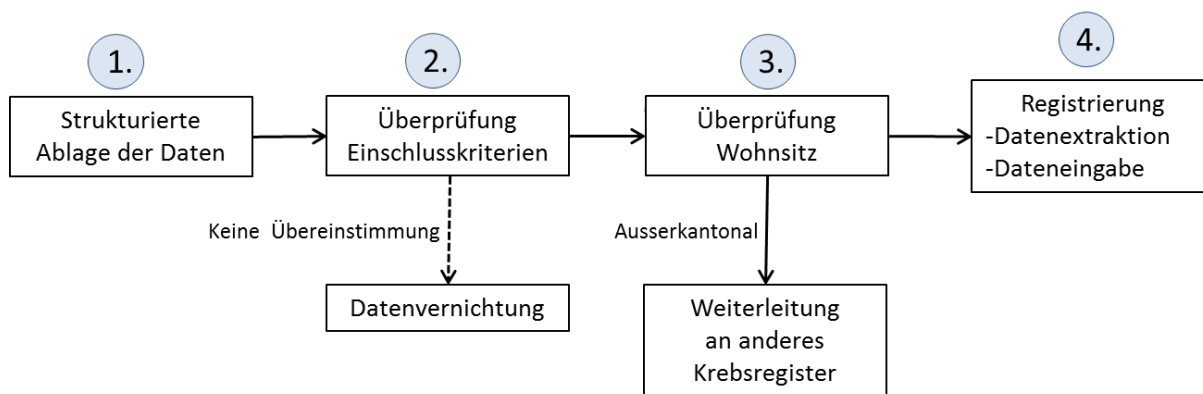 1.
Strukturierte
Ablage der Daten
2.
Überprüfung
Einschlusskriterien
3.
Überprüfung
Wohnsitz
4.
Registrierung
-Datenextraktion
-Dateneingabe
Keine Übereinstimmung
Datenvernichtung
Ausserkantonal
Weiterleitung
an anderes
Krebsregister